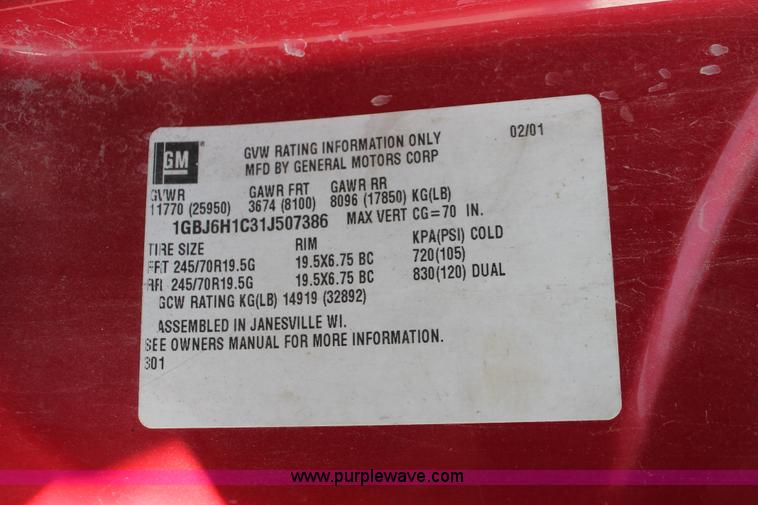 GM
GVW RATING INFORMATION ONLY 02/01
MFD BY GENERAL MOTORS CORP
GVWR GAWR FRT GAWR RR
11770 (25950) 3674 (8100) 8096 (17850) KG(LB)
1GBJ6H1C31J507386 MAX VERT CG=70 IN.
TIRE SIZE RIM KPA(PSI) COLD
FRT 245/70R19.5G 19.5X6.75 BC 720(105)
RR 245/70R19.5G 19.5X6.75 BC 830(120) DUAL
GCW RATING KG(LB) 14919 (32892)
ASSEMBLED IN JANESVILLE WI.
SEE OWNERS MANUAL FOR MORE INFORMATION.
301
www.purplewave.com